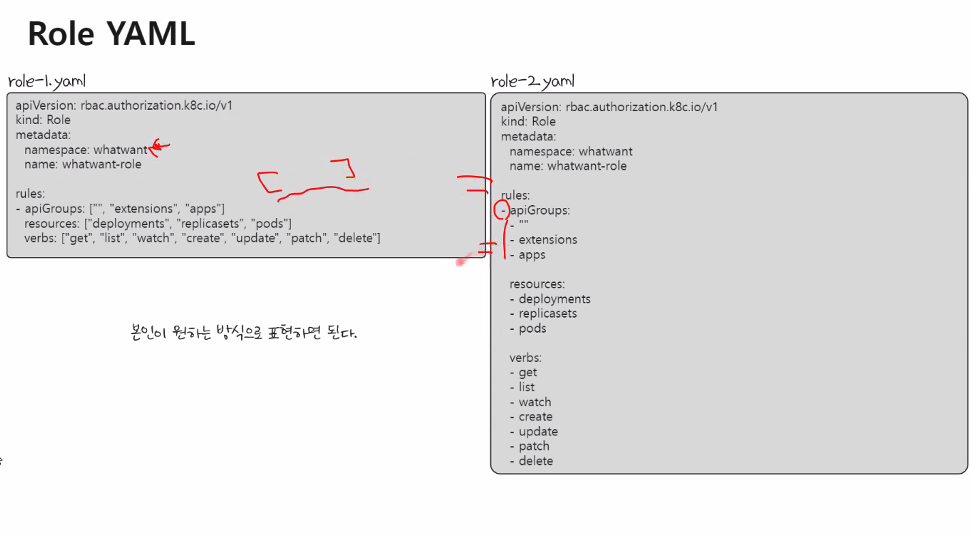 Role YAML
role-1.yaml
apiVersion: rbac.authorization.k8c.io/v1
kind: Role
metadata:
namespace: whatwant
name: whatwant-role
rules:
- apiGroups: ["", "extensions", "apps"]
resources: ["deployments", "replicasets", "pods"]
verbs: ["get", "list", "watch", "create", "update", "patch", "delete"]
본인이 원하는 방식으로 표현하면 된다.
role-2.yaml
apiVersion: rbac.authorization.k8c.io/v1
kind: Role
metadata:
namespace: whatwant
name: whatwant-role
rules:
- apiGroups:
- ""
- extensions
- apps
resources:
- deployments
- replicasets
- pods
verbs:
- get
- list
- watch
- create
- update
- patch
- delete